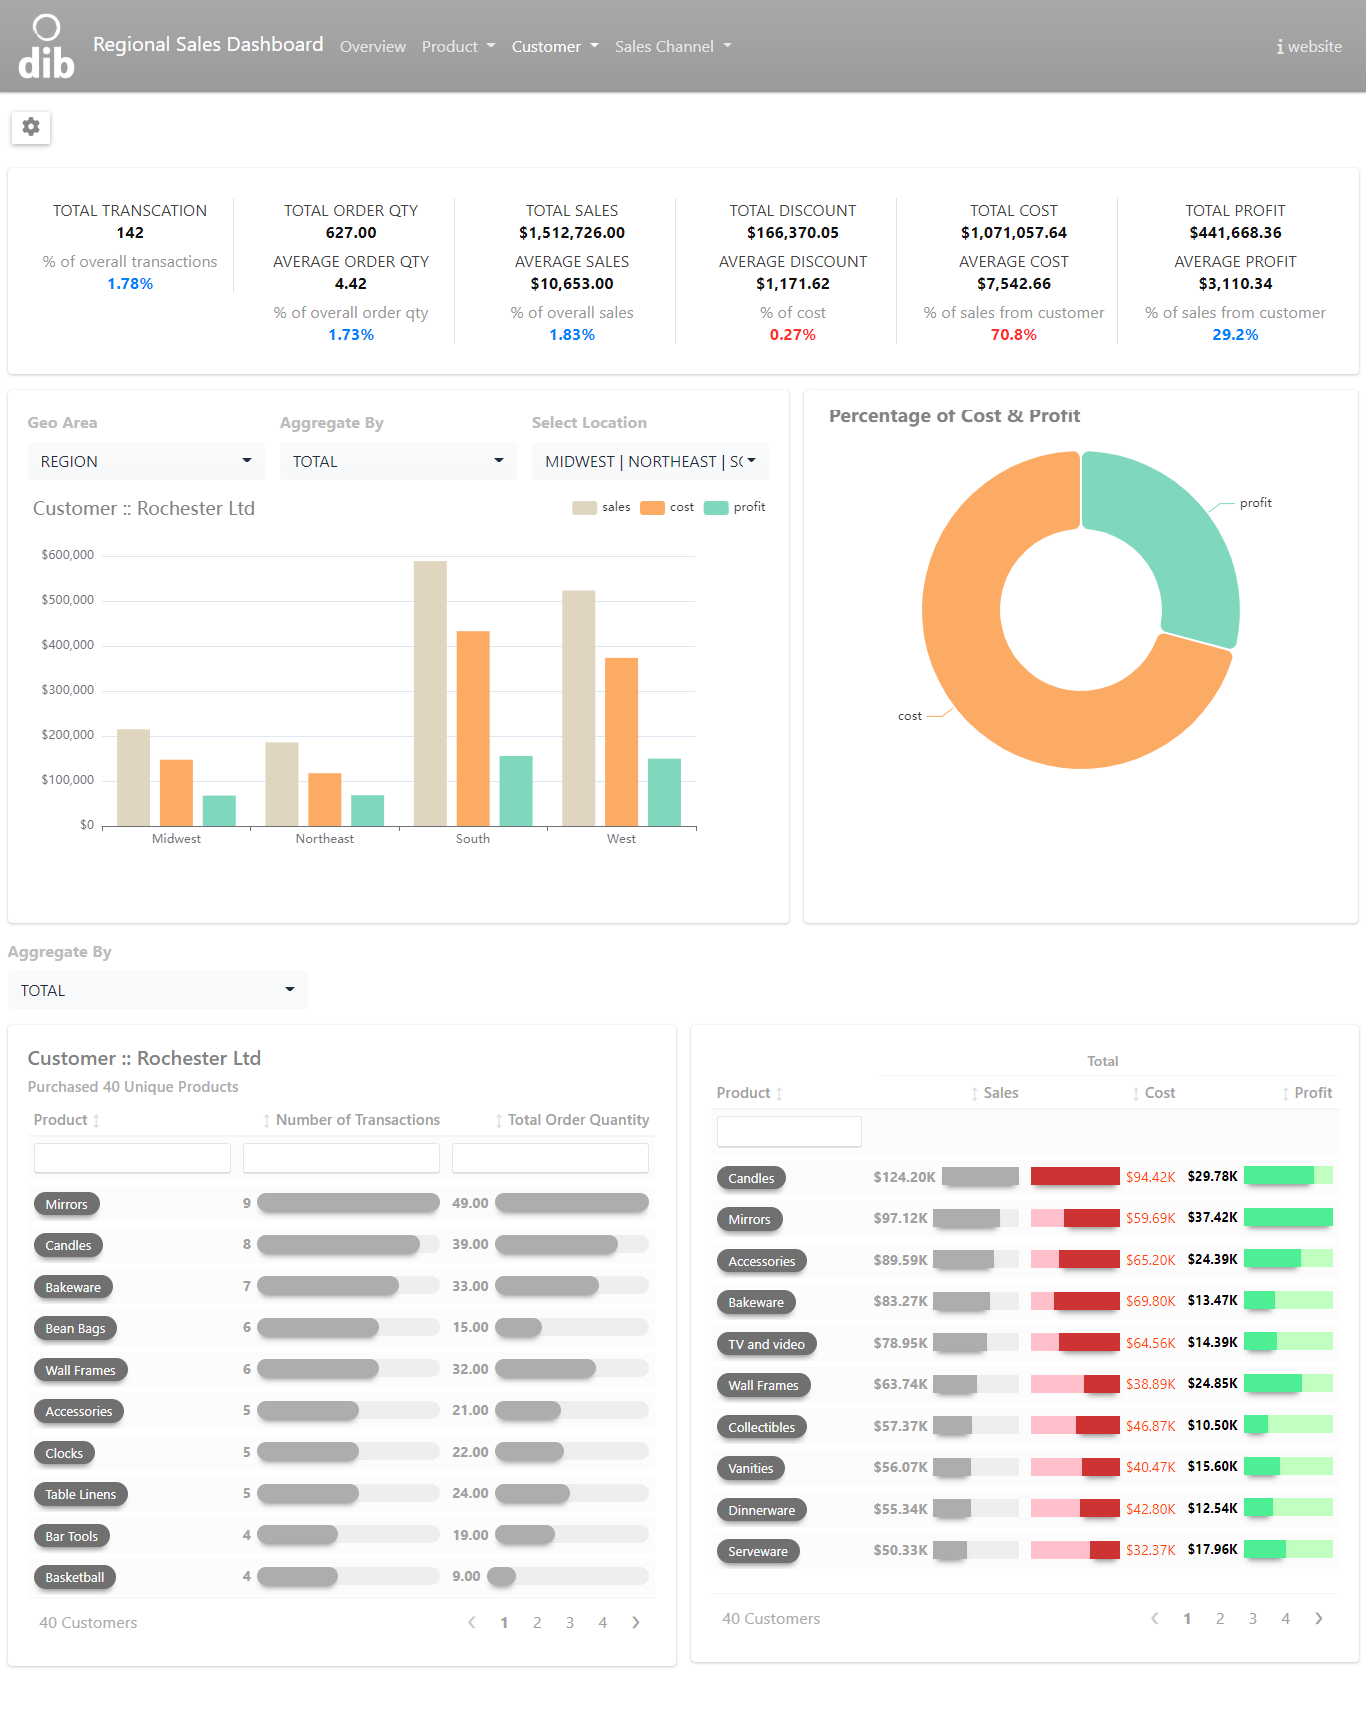 dib
Regional Sales Dashboard Overview Product Customer Sales Channel website
TOTAL TRANSCATION
142
% of overall transactions
1.78%
TOTAL ORDER QTY
627.00
AVERAGE ORDER QTY
4.42
% of overall order qty
1.73%
TOTAL SALES
$1,512,726.00
AVERAGE SALES
$10,653.00
% of overall sales
1.83%
TOTAL DISCOUNT
$166,370.05
AVERAGE DISCOUNT
$1,171.62
% of cost
0.27%
TOTAL COST
$1,071,057.64
AVERAGE COST
$7,542.66
% of sales from customer
70.8%
TOTAL PROFIT
$441,668.36
AVERAGE PROFIT
$3,110.34
% of sales from customer
29.2%
Geo Area
REGION
Aggregate By
TOTAL
Select Location
MIDWEST | NORTHEAST | SO
Customer :: Rochester Ltd
sales cost profit
$600,000
$500,000
$400,000
$300,000
$200,000
$100,000
$0
Midwest Northeast South West
Percentage of Cost & Profit
profit
cost
Aggregate By
TOTAL
Customer :: Rochester Ltd
Purchased 40 Unique Products
Product Number of Transactions Total Order Quantity
Mirrors 9 49.00
Candles 8 39.00
Bakeware 7 33.00
Bean Bags 6 15.00
Wall Frames 6 32.00
Accessories 5 21.00
Clocks 5 22.00
Table Linens 5 24.00
Bar Tools 4 19.00
Basketball 4 9.00
40 Customers 1 2 3 4
Total
Product Sales Cost Profit
Candles $124.20K $94.42K $29.78K
Mirrors $97.12K $59.69K $37.42K
Accessories $89.59K $65.20K $24.39K
Bakeware $83.27K $69.80K $13.47K
TV and video $78.95K $64.56K $14.39K
Wall Frames $63.74K $38.89K $24.85K
Collectibles $57.37K $46.87K $10.50K
Vanities $56.07K $40.47K $15.60K
Dinnerware $55.34K $42.80K $12.54K
Serveware $50.33K $32.37K $17.96K
40 Customers 1 2 3 4